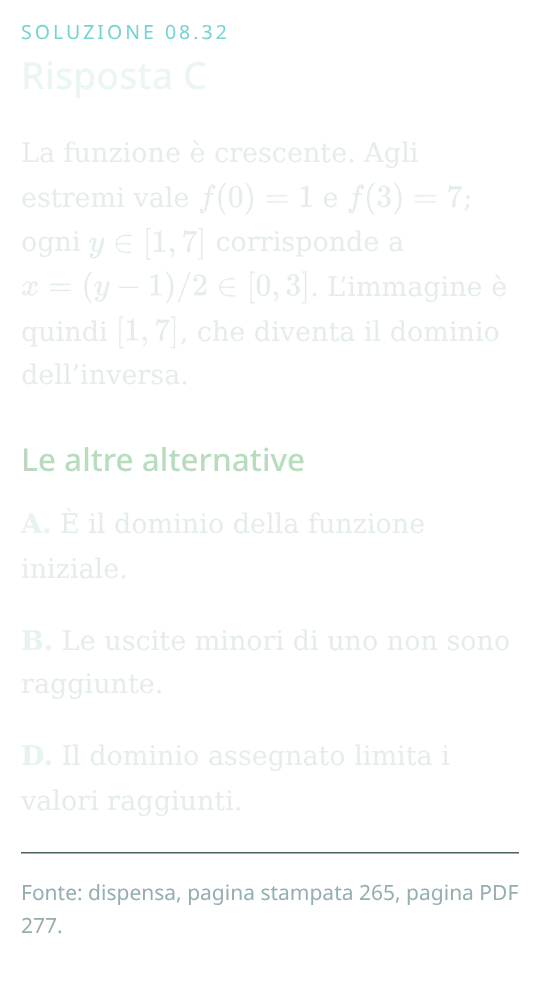 SOLUZIONE 08.32
Risposta C
La funzione è crescente. Agli
estremi vale f(0) = 1 e f(3) = 7;
ogni y ∈ [1, 7] corrisponde a
x = (y − 1)/2 ∈ [0, 3]. L’immagine è
quindi [1, 7], che diventa il dominio
dell’inversa.
Le altre alternative
A. È il dominio della funzione
iniziale.
B. Le uscite minori di uno non sono
raggiunte.
D. Il dominio assegnato limita i
valori raggiunti.
Fonte: dispensa, pagina stampata 265, pagina PDF
277.